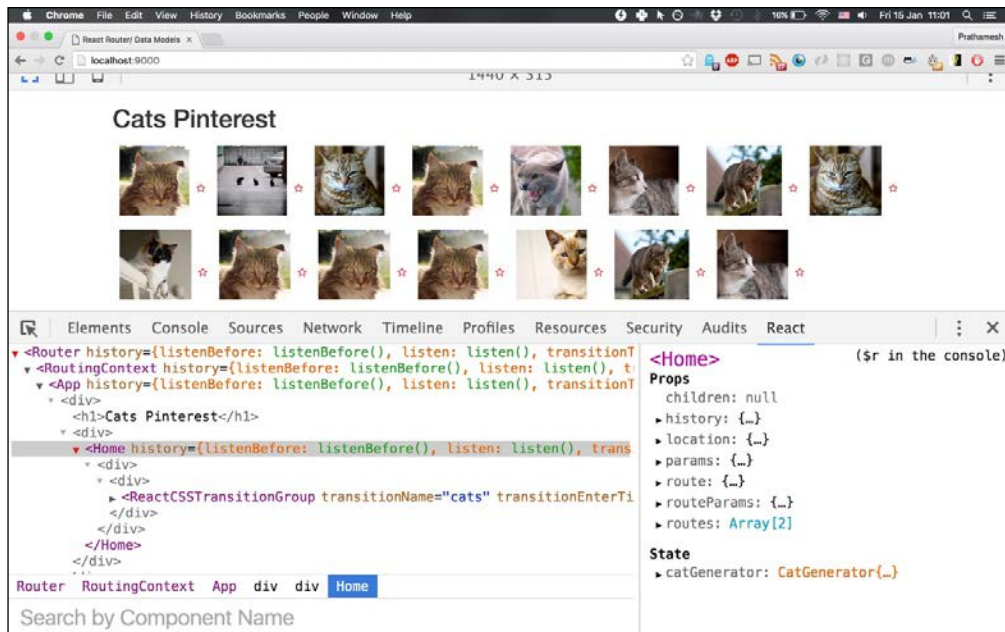 Chrome File Edit View History Bookmarks People Window Help 16% Fri 15 Jan 11:01
React Router/ Data Models × Prathamesh
localhost:9000
1440 X 315
Cats Pinterest
Elements Console Sources Network Timeline Profiles Resources Security Audits React
<Router history={listenBefore: listenBefore(), listen: listen(), transitionT
<RoutingContext history={listenBefore: listenBefore(), listen: listen(), t
<App history={listenBefore: listenBefore(), listen: listen(), transitionT
<div>
<h1>Cats Pinterest</h1>
<div>
<Home history={listenBefore: listenBefore(), listen: listen(), trans
<div>
<div>
<ReactCSSTransitionGroup transitionName="cats" transitionEnterTi
</div>
</div>
</Home>
</div>
Router RoutingContext App div div Home
Search by Component Name
<Home> ($r in the console)
Props
children: null
history: {…}
location: {…}
params: {…}
route: {…}
routeParams: {…}
routes: Array[2]
State
catGenerator: CatGenerator{…}